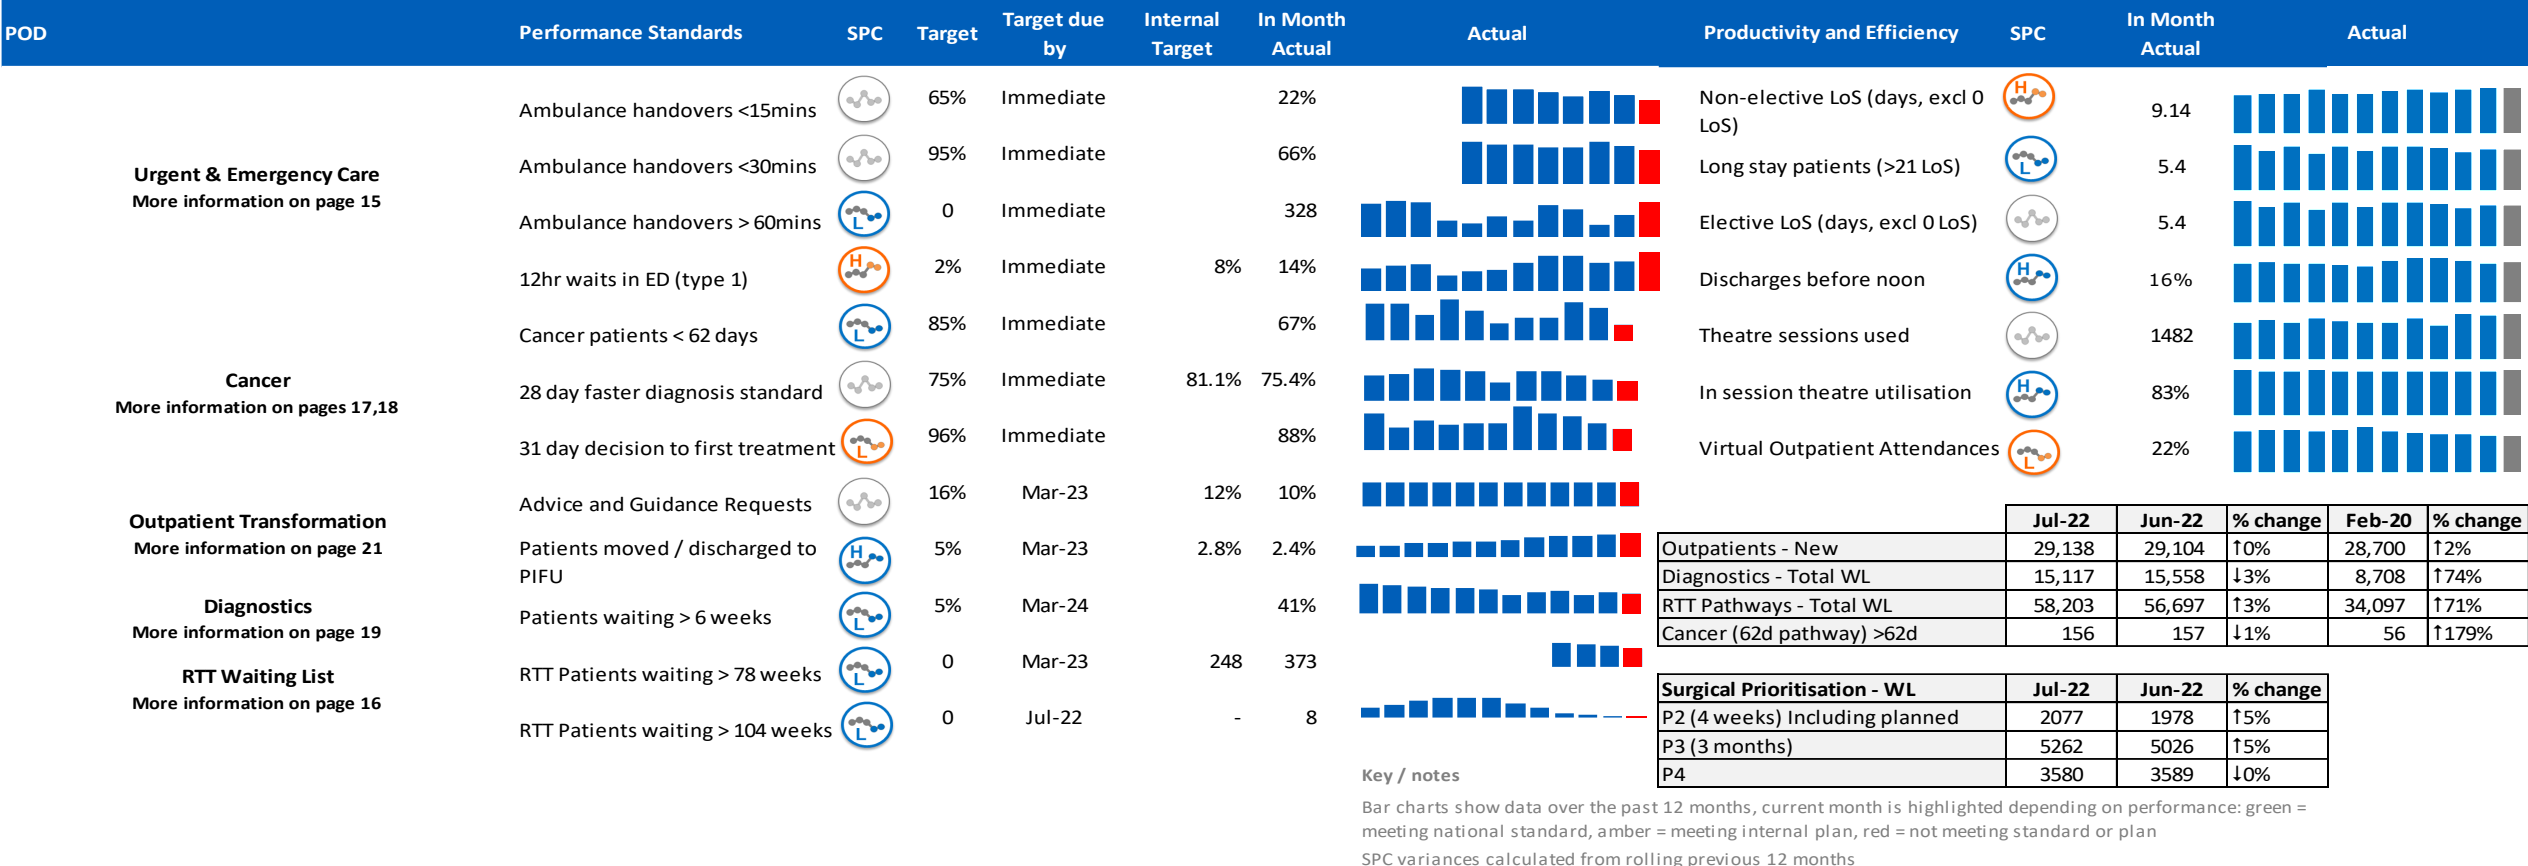 POD Performance Standards SPC Target Target due by Internal Target In Month Actual Actual Productivity and Efficiency SPC In Month Actual Actual
Urgent & Emergency Care
More information on page 15
Ambulance handovers <15mins 65% Immediate 22%
Ambulance handovers <30mins 95% Immediate 66%
L
Ambulance handovers > 60mins 0 Immediate 328
H
12hr waits in ED (type 1) 2% Immediate 8% 14%
Cancer
More information on pages 17,18
L
Cancer patients < 62 days 85% Immediate 67%
28 day faster diagnosis standard 75% Immediate 81.1% 75.4%
L
31 day decision to first treatment 96% Immediate 88%
Outpatient Transformation
More information on page 21
Advice and Guidance Requests 16% Mar-23 12% 10%
H
Patients moved / discharged to
PIFU 5% Mar-23 2.8% 2.4%
Diagnostics
More information on page 19
L
Patients waiting > 6 weeks 5% Mar-24 41%
RTT Waiting List
More information on page 16
L
RTT Patients waiting > 78 weeks 0 Mar-23 248 373
L
RTT Patients waiting > 104 weeks 0 Jul-22 - 8
H
Non-elective LoS (days, excl 0
LoS) 9.14
L
Long stay patients (>21 LoS) 5.4
Elective LoS (days, excl 0 LoS) 5.4
H
Discharges before noon 16%
Theatre sessions used 1482
H
In session theatre utilisation 83%
L
Virtual Outpatient Attendances 22%
Jul-22 Jun-22 % change Feb-20 % change
Outpatients - New 29,138 29,104 ↑0% 28,700 ↑2%
Diagnostics - Total WL 15,117 15,558 ↓3% 8,708 ↑74%
RTT Pathways - Total WL 58,203 56,697 ↑3% 34,097 ↑71%
Cancer (62d pathway) >62d 156 157 ↓1% 56 ↑179%
Surgical Prioritisation - WL Jul-22 Jun-22 % change
P2 (4 weeks) Including planned 2077 1978 ↑5%
P3 (3 months) 5262 5026 ↑5%
P4 3580 3589 ↓0%
Key / notes
Bar charts show data over the past 12 months, current month is highlighted depending on performance: green =
meeting national standard, amber = meeting internal plan, red = not meeting standard or plan
SPC variances calculated from rolling previous 12 months